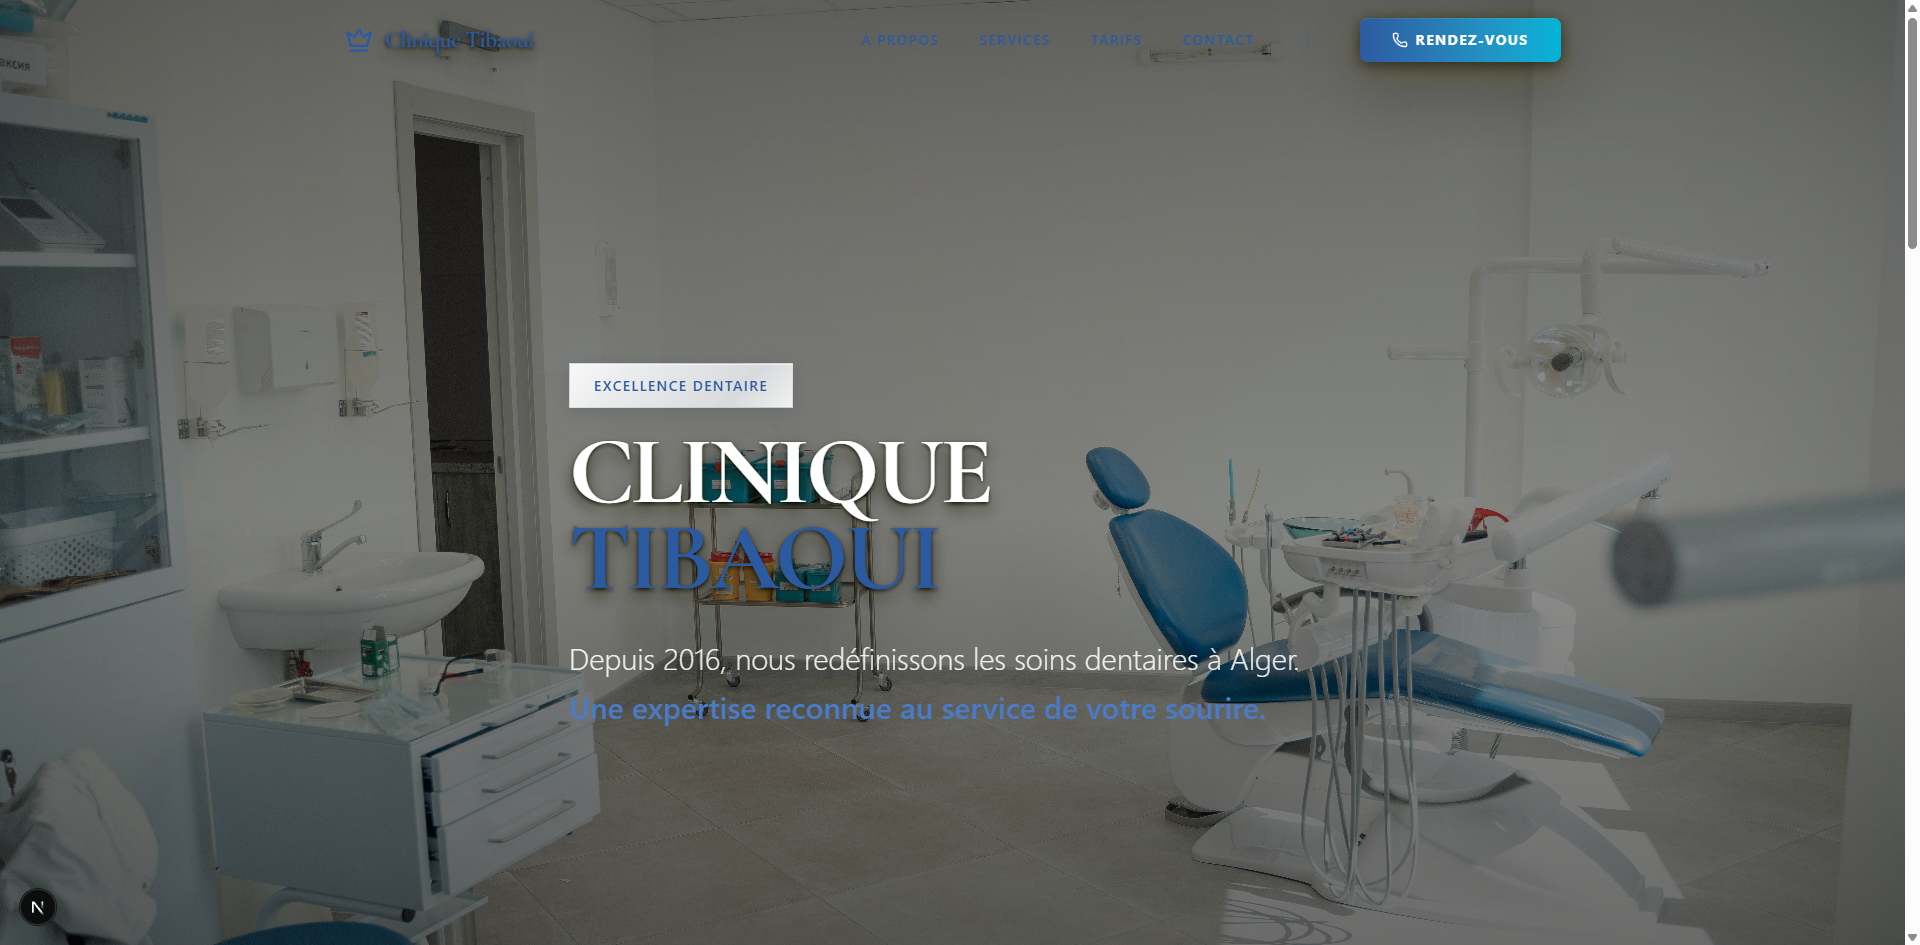 Clinique Tibaoui
À PROPOS
SERVICES
TARIFS
CONTACT
RENDEZ-VOUS
EXCELLENCE DENTAIRE
CLINIQUE
TIBAOUI
Depuis 2016, nous redéfinissons les soins dentaires à Alger.
Une expertise reconnue au service de votre sourire.
N